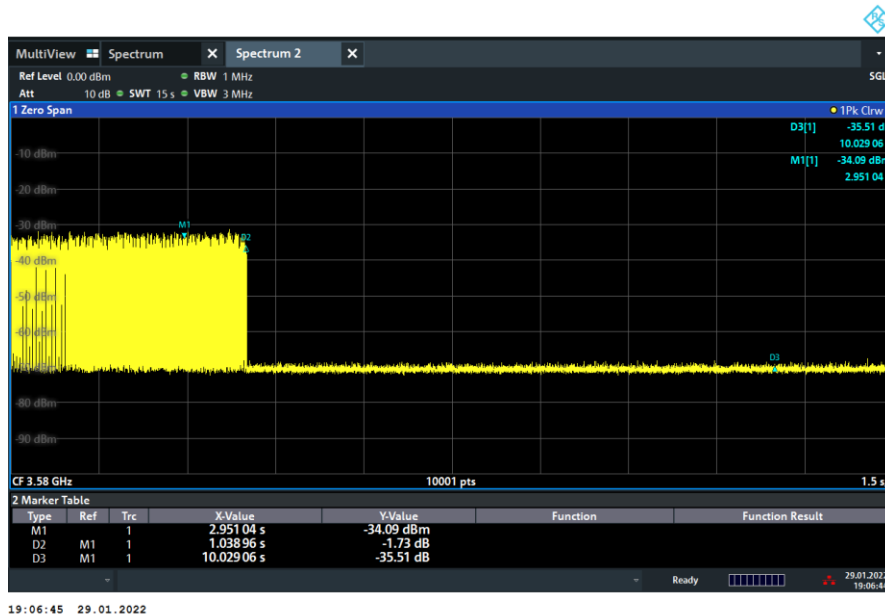 MultiView Spectrum Spectrum 2
Ref Level 0.00 dBm RBW 1 MHz SGL
Att 10 dB SWT 15 s VBW 3 MHz
1 Zero Span 1Pk Clrw
D3[1] -35.51 d
10.029 06
M1[1] -34.09 dBm
2.951 04
-10 dBm
-20 dBm
-30 dBm
M1
D2
-40 dBm
-50 dBm
-60 dBm
D3
-80 dBm
-90 dBm
CF 3.58 GHz 10001 pts 1.5 s
2 Marker Table
Type Ref Trc X-Value Y-Value Function Function Result
M1 1 2.951 04 s -34.09 dBm
D2 M1 1 1.038 96 s -1.73 dB
D3 M1 1 10.029 06 s -35.51 dB
Ready 29.01.2022
19:06:44
19:06:45 29.01.2022